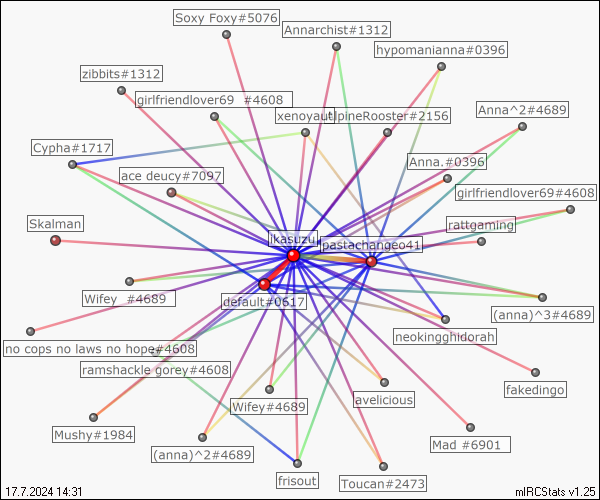 Soxy Foxy#5076
Annarchist#1312
hypomanianna#0396
zibbits#1312
girlfriendlover69 #4608
xenoyaut
AlpineRooster#2156
Anna^2#4689
Cypha#1717
ace deucy#7097
Anna.#0396
girlfriendlover69#4608
Skalman
ikasuzu
pastachangeo41
rattgaming
Wifey #4689
default#0617
(anna)^3#4689
neokingghidorah
no cops no laws no hope#4608
ramshackle gorey#4608
fakedingo
Wifey#4689
avelicious
Mushy#1984
(anna)^2#4689
Mad #6901
frisout
Toucan#2473
17.7.2024 14:31
mIRCStats v1.25